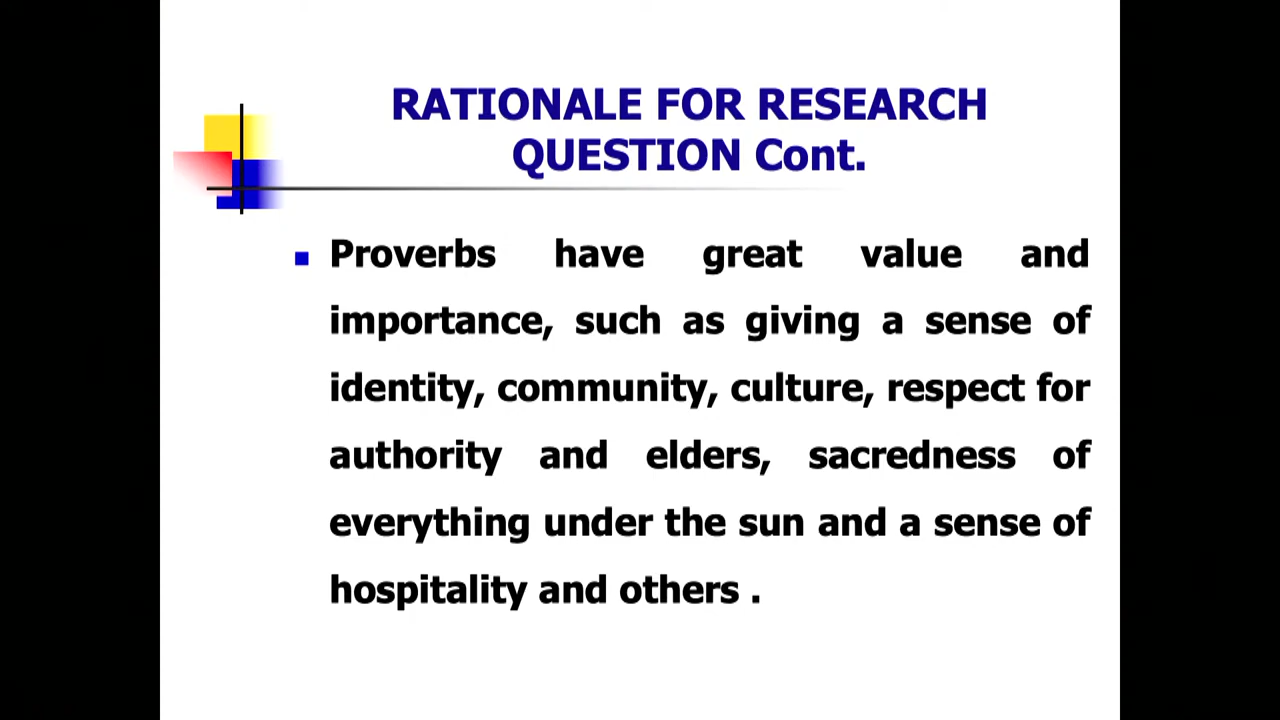 RATIONALE FOR RESEARCH
QUESTION Cont.
Proverbs have great value and
importance, such as giving a sense of
identity, community, culture, respect for
authority and elders, sacredness of
everything under the sun and a sense of
hospitality and others .